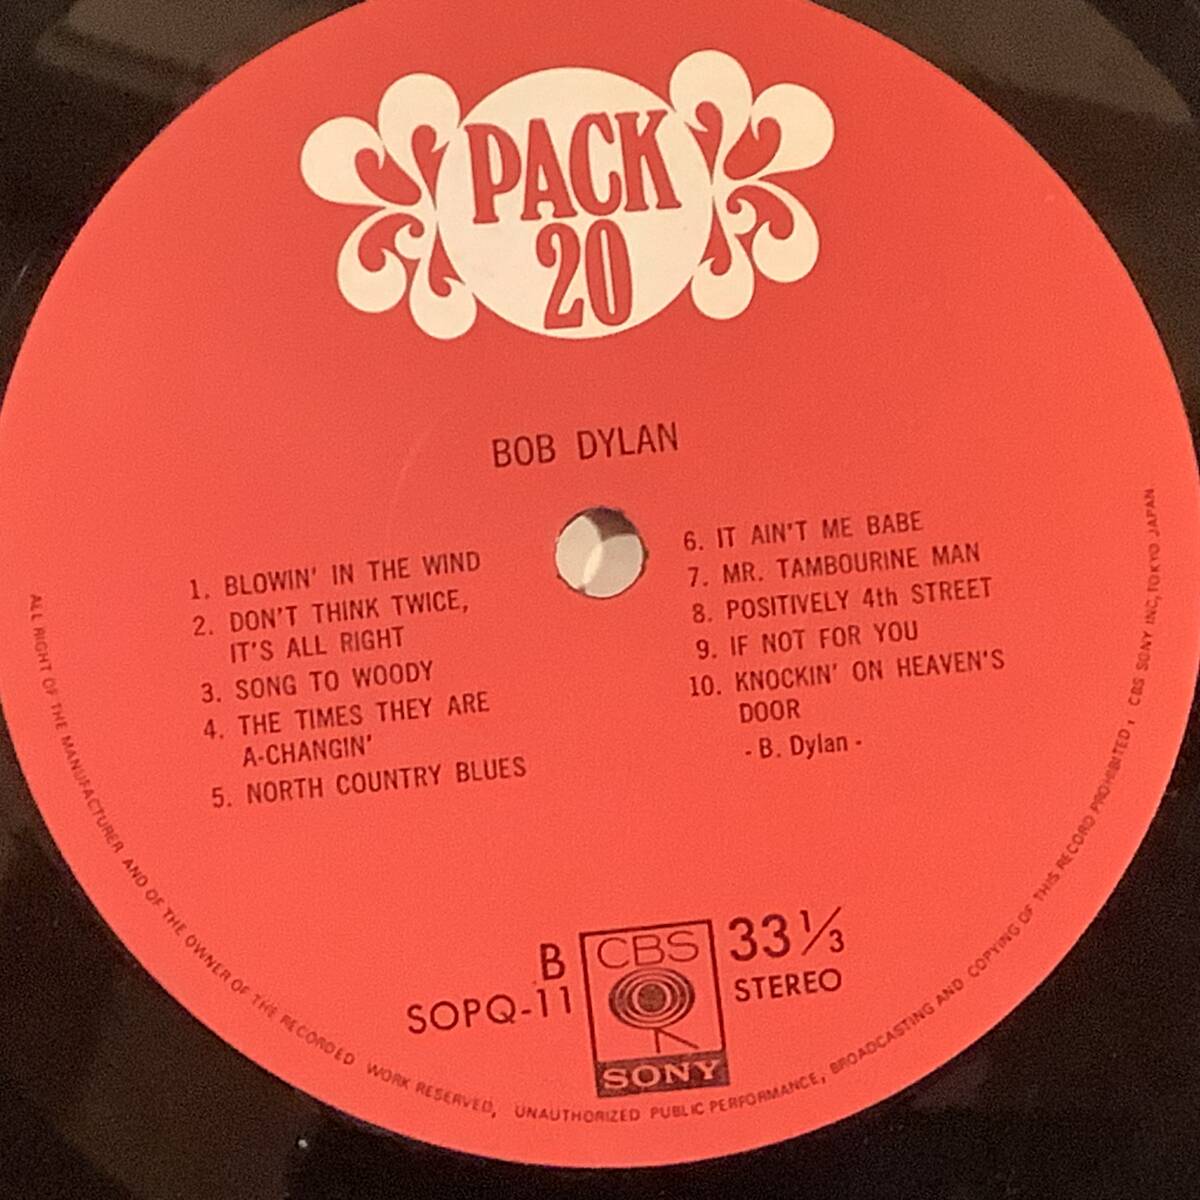 PACK
20
BOB DYLAN
1. BLOWIN' IN THE WIND
2. DON'T THINK TWICE,
IT'S ALL RIGHT
3. SONG TO WOODY
4. THE TIMES THEY ARE
A-CHANGIN'
5. NORTH COUNTRY BLUES
6. IT AIN'T ME BABE
7. MR. TAMBOURINE MAN
8. POSITIVELY 4th STREET
9. IF NOT FOR YOU
10. KNOCKIN' ON HEAVEN'S
DOOR
- B. Dylan -
B
SOPQ-11
CBS
SONY
33 1/3
STEREO
ALL RIGHT OF THE MANUFACTURER AND OF THE OWNER OF THE RECORDED WORK RESERVED, UNAUTHORIZED PUBLIC PERFORMANCE, BROADCASTING AND COPYING OF THIS RECORD PROHIBITED, CBS SONY INC, TOKYO JAPAN